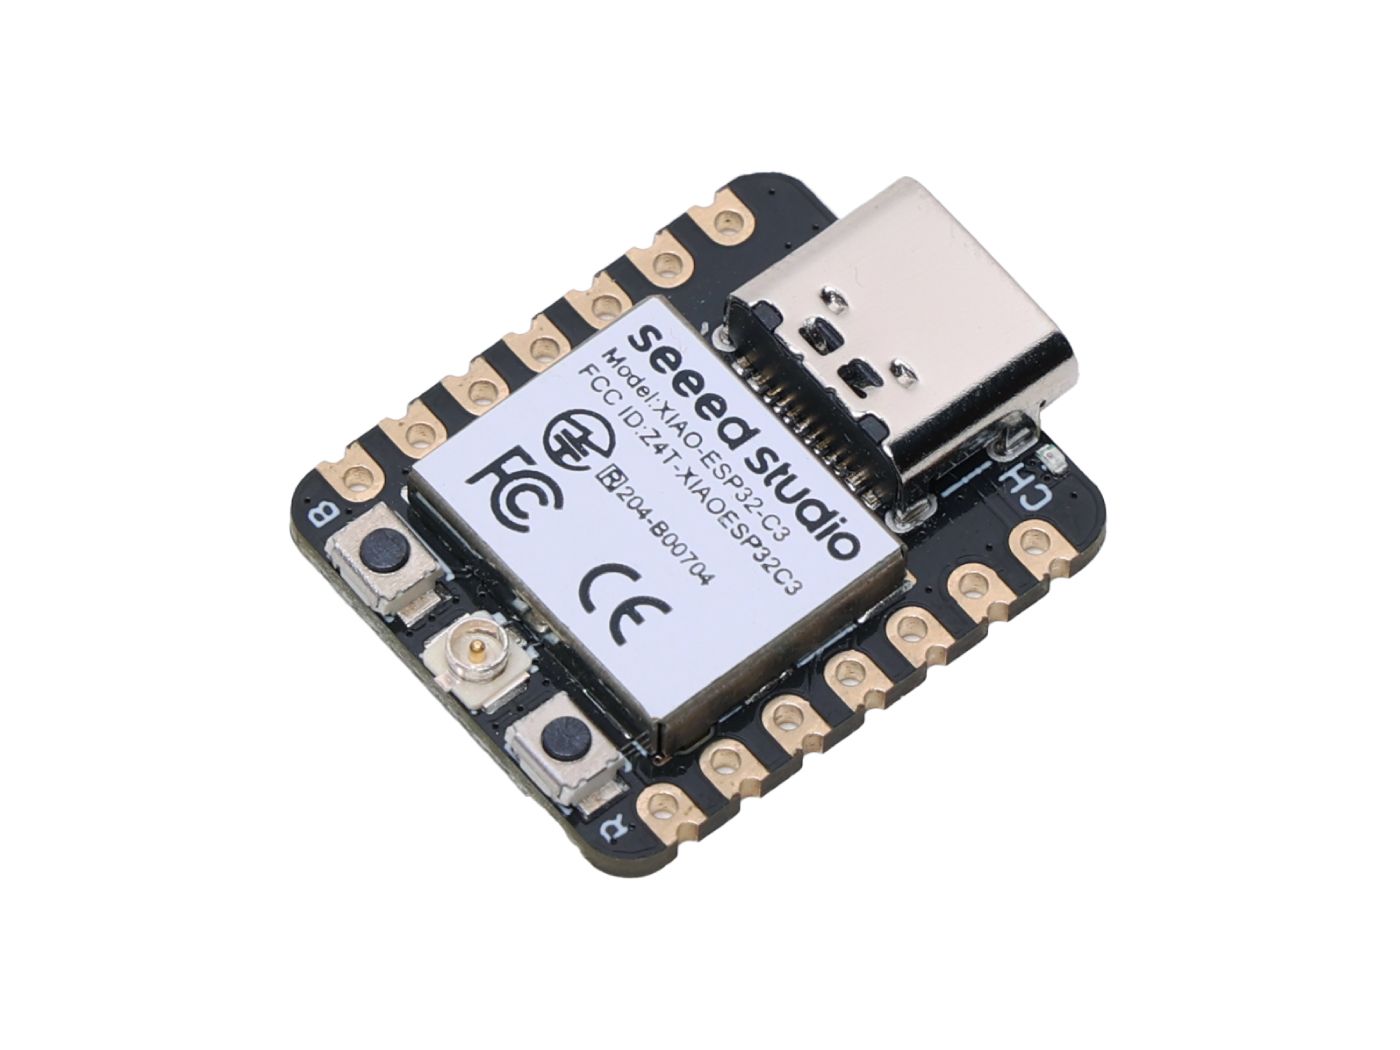 seeed studio
Model:XIAO-ESP32-C3
FCC ID:Z4T-XIAOESP32C3
R 204-B00704
FC
CE
B
R
CH